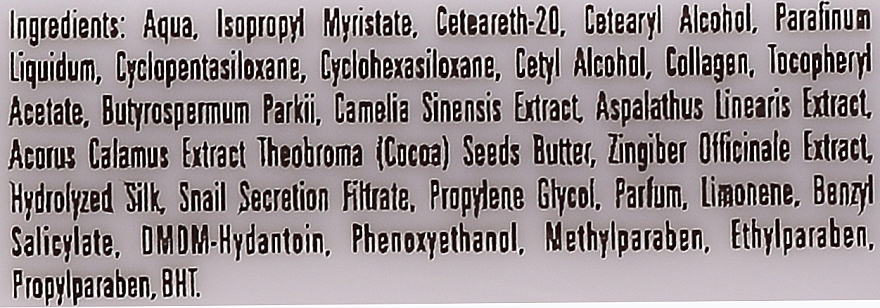 Ingredients: Aqua, Isopropyl Myristate, Ceteareth-20, Cetearyl Alcohol, Parafinum
Liquidum, Cyclopentasiloxane, Cyclohexasiloxane, Cetyl Alcohol, Collagen, Tocopheryl
Acetate, Butyrospermum Parkii, Camelia Sinensis Extract, Aspalathus Linearis Extract,
Acorus Calamus Extract Theobroma (Cocoa) Seeds Butter, Zingiber Officinale Extract,
Hydrolyzed Silk, Snail Secretion Filtrate, Propylene Glycol, Parfum, Limonene, Benzyl
Salicylate, DMDM-Hydantoin, Phenoxyethanol, Methylparaben, Ethylparaben,
Propylparaben, BHT.